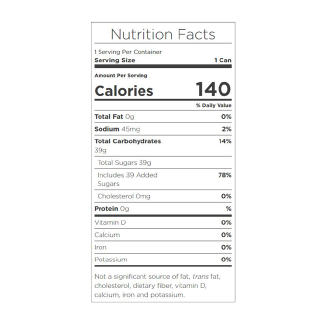 Nutrition Facts
1 Serving Per Container
Serving Size 1 Can
Amount Per Serving
Calories 140
% Daily Value
Total Fat 0g 0%
Sodium 45mg 2%
Total Carbohydrates 14%
39g
Total Sugars 39g
Includes 39 Added 78%
Sugars
Cholesterol 0mg 0%
Protein 0g %
Vitamin D 0%
Calcium 0%
Iron 0%
Potassium 0%
Not a significant source of fat, trans fat,
cholesterol, dietary fiber, vitamin D,
calcium, iron and potassium.